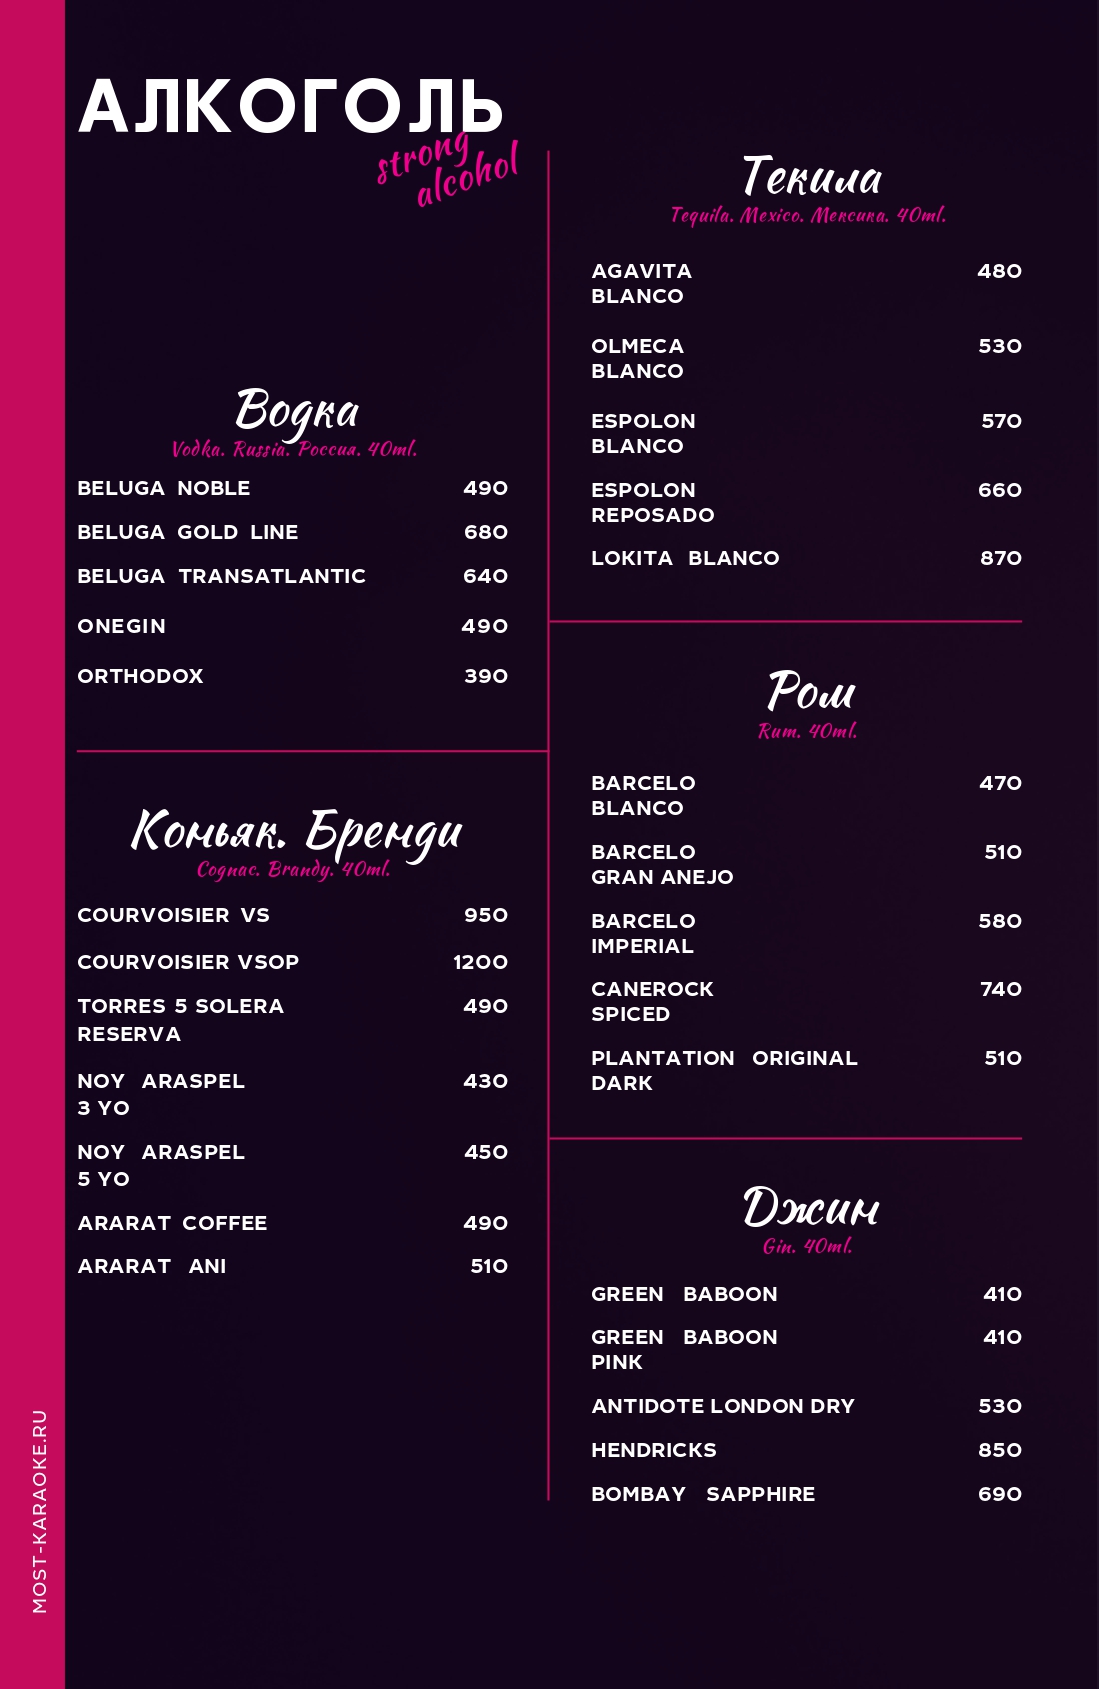 АЛКОГОЛЬ
strong
alcohol
Водка
Vodka. Russia. Россия. 40ml.
BELUGA NOBLE 490
BELUGA GOLD LINE 680
BELUGA TRANSATLANTIC 640
ONEGIN 490
ORTHODOX 390
Коньяк. Бренди
Cognac. Brandy. 40ml.
COURVOISIER VS 950
COURVOISIER VSOP 1200
TORRES 5 SOLERA 490
RESERVA
NOY ARASPEL 430
3 YO
NOY ARASPEL 450
5 YO
ARARAT COFFEE 490
ARARAT ANI 510
Текила
Tequila. Mexico. Мексика. 40ml.
AGAVITA 480
BLANCO
OLMECA 530
BLANCO
ESPOLON 570
BLANCO
ESPOLON 660
REPOSADO
LOKITA BLANCO 870
Ром
Rum. 40ml.
BARCELO 470
BLANCO
BARCELO 510
GRAN ANEJO
BARCELO 580
IMPERIAL
CANEROCK 740
SPICED
PLANTATION ORIGINAL 510
DARK
Джин
Gin. 40ml.
GREEN BABOON 410
GREEN BABOON 410
PINK
ANTIDOTE LONDON DRY 530
HENDRICKS 850
BOMBAY SAPPHIRE 690
MOST-KARAOKE.RU